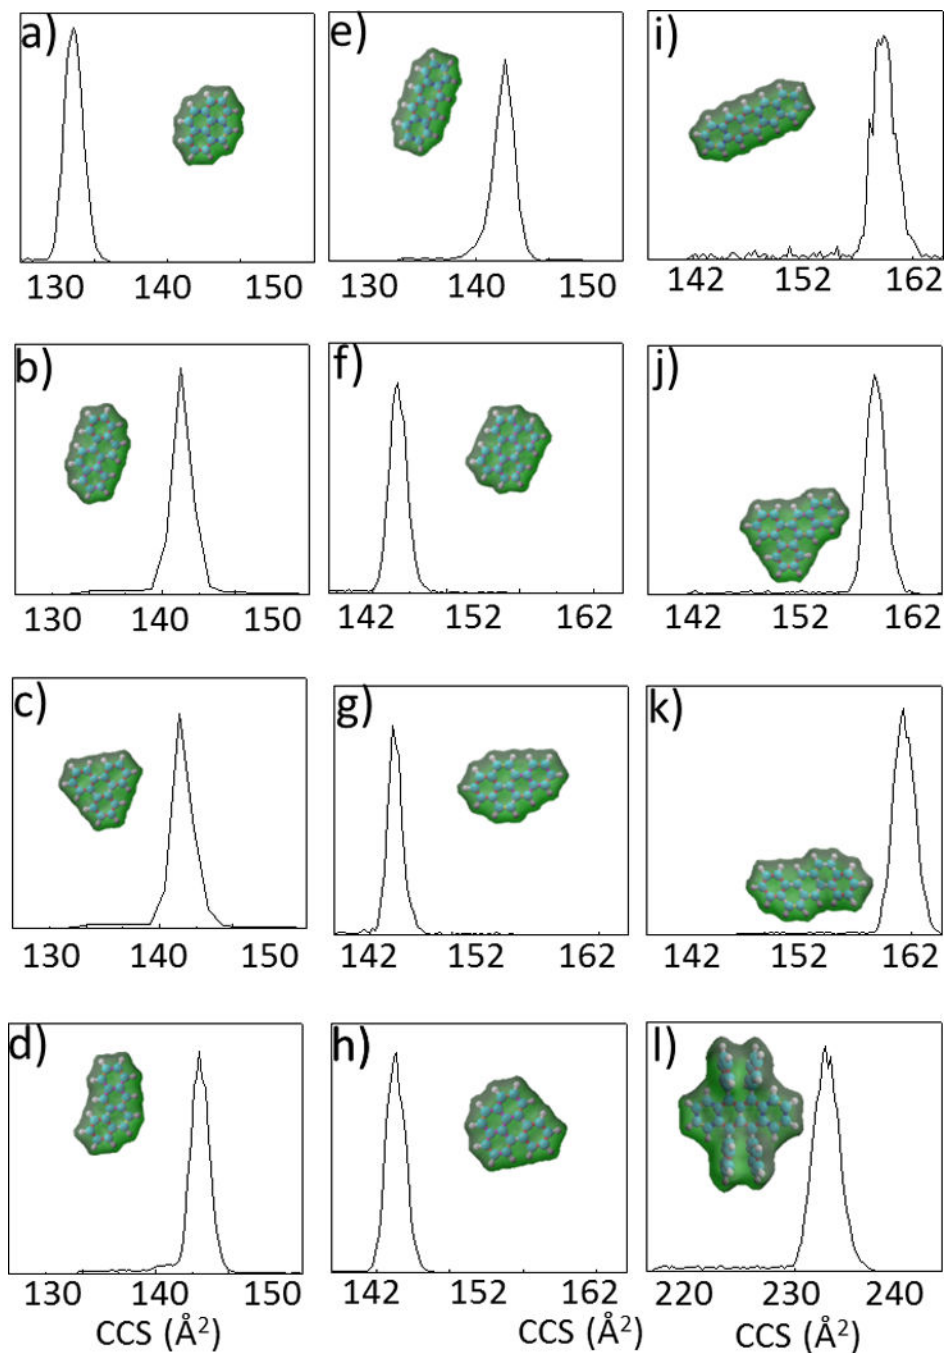 a) e) i)
130 140 150 130 140 150 142 152 162
b) f) j)
130 140 150 142 152 162 142 152 162
c) g) k)
130 140 150 142 152 162 142 152 162
d) h) l)
130 140 150 142 152 162 220 230 240
CCS (Å²) CCS (Å²) CCS (Å²)